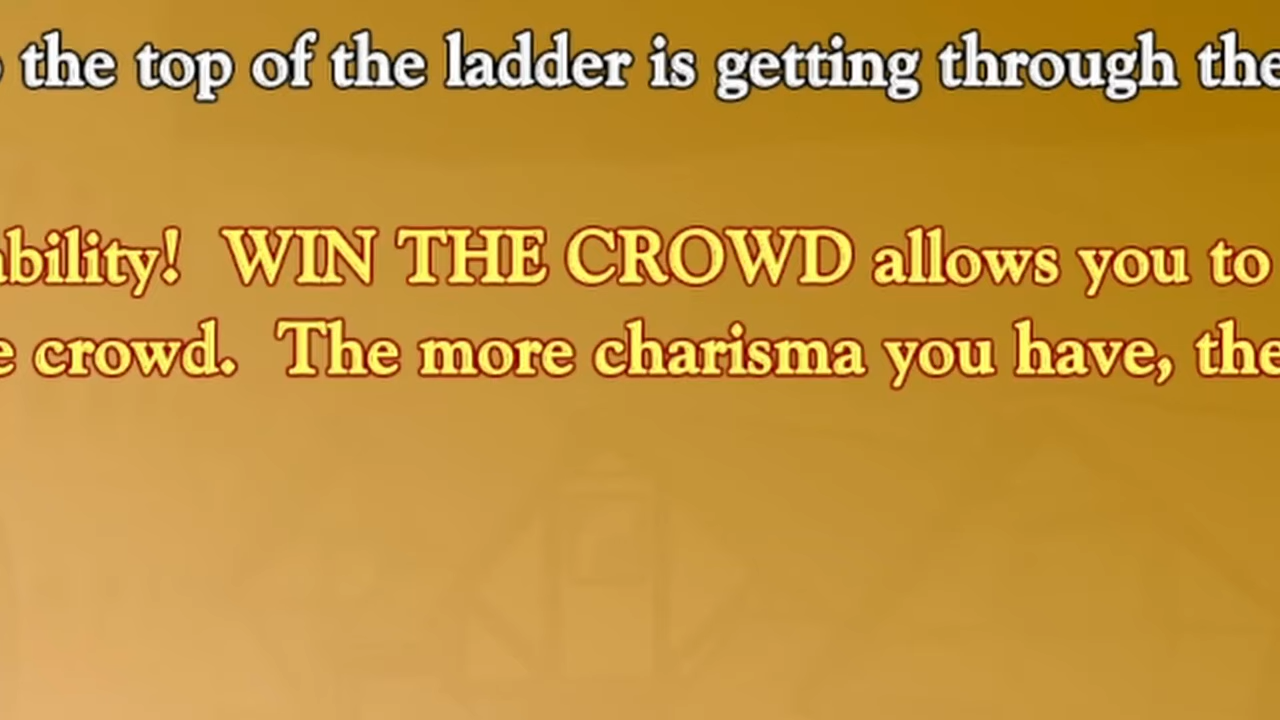 the top of the ladder is getting through the
ability! WIN THE CROWD allows you to
crowd. The more charisma you have, the